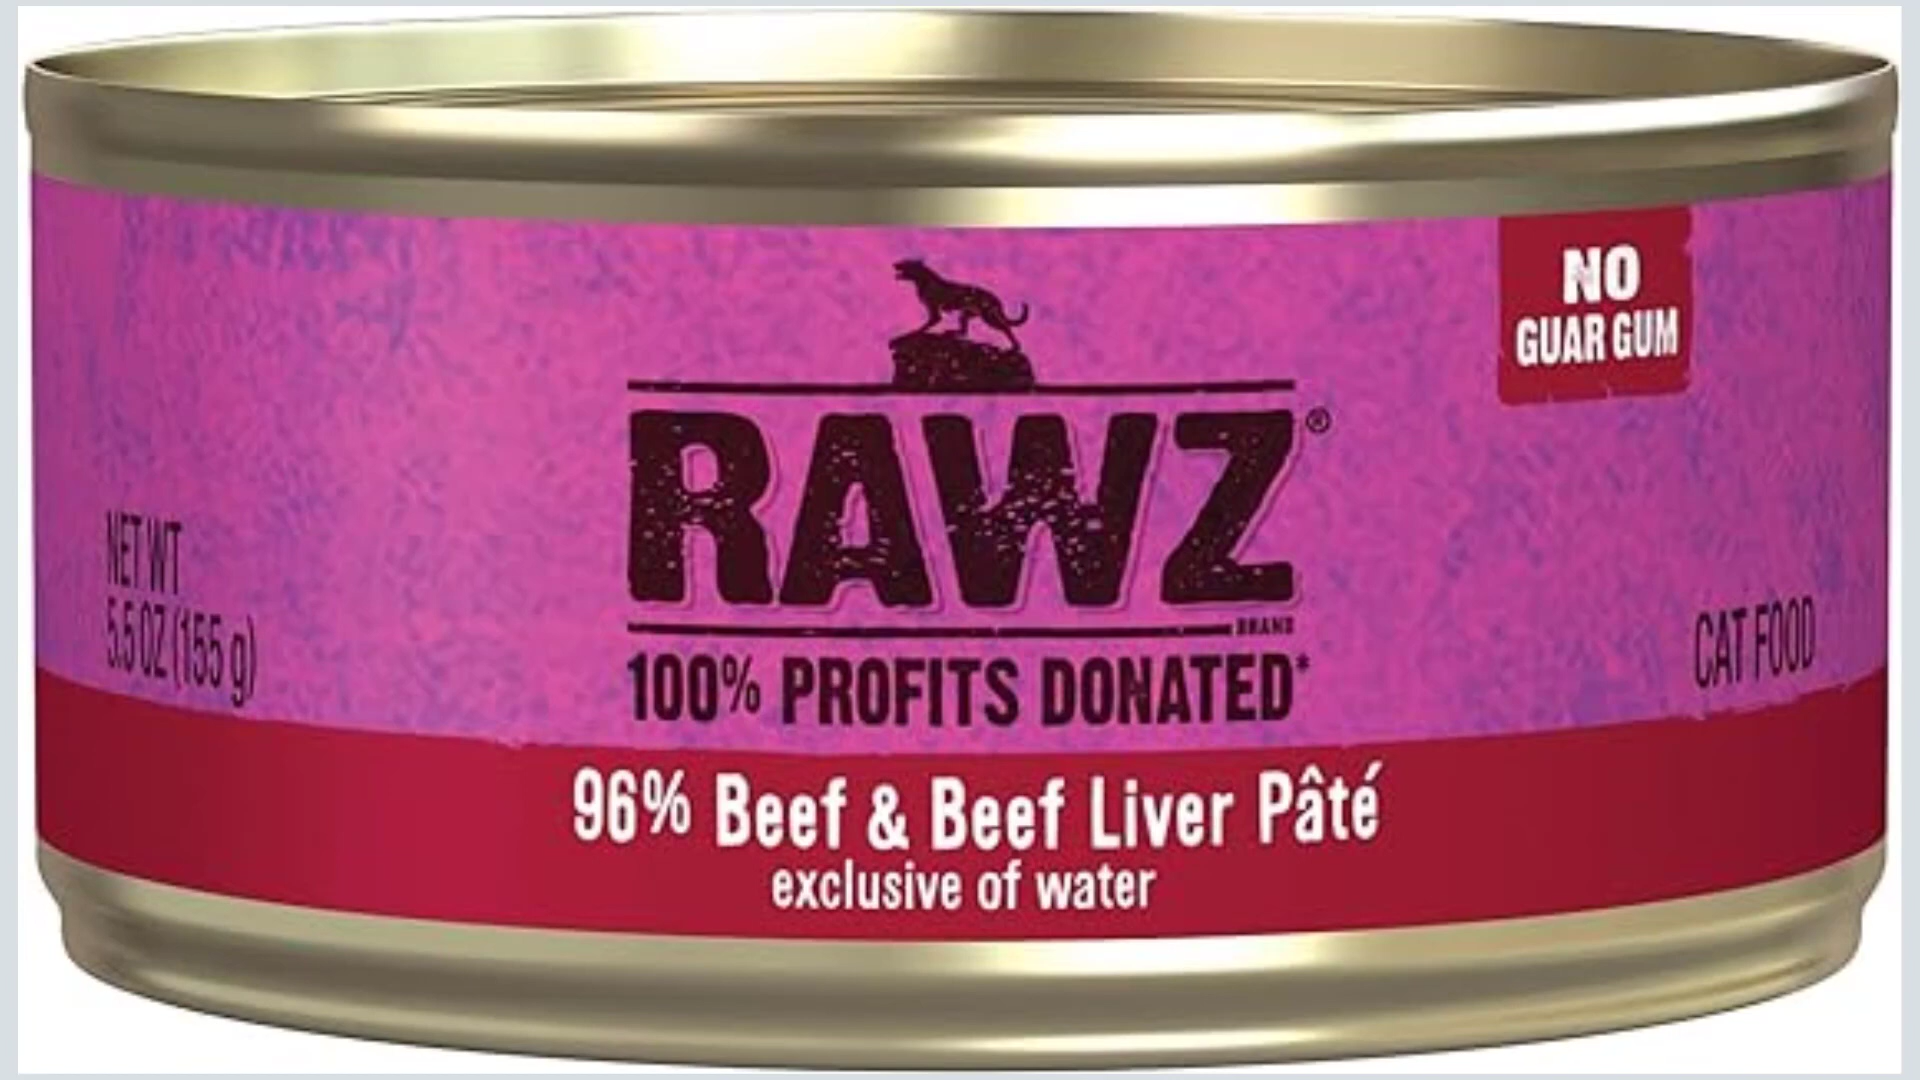 NO
GUAR GUM
RAWZ®
BRAND
100% PROFITS DONATED*
NET WT
5.5 OZ (155 g)
CAT FOOD
96% Beef & Beef Liver Pâté
exclusive of water